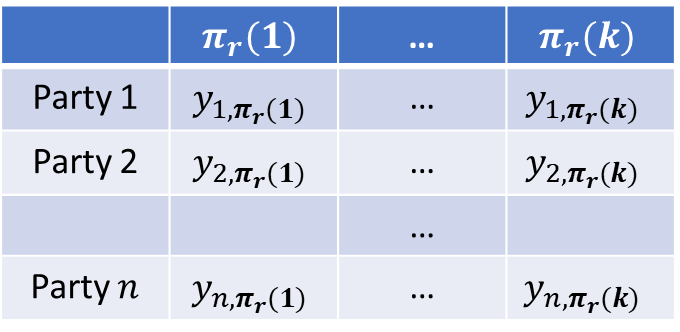 π_r(1) ... π_r(k)
Party 1 y_{1,π_r(1)} ... y_{1,π_r(k)}
Party 2 y_{2,π_r(1)} ... y_{2,π_r(k)}
...
Party n y_{n,π_r(1)} ... y_{n,π_r(k)}